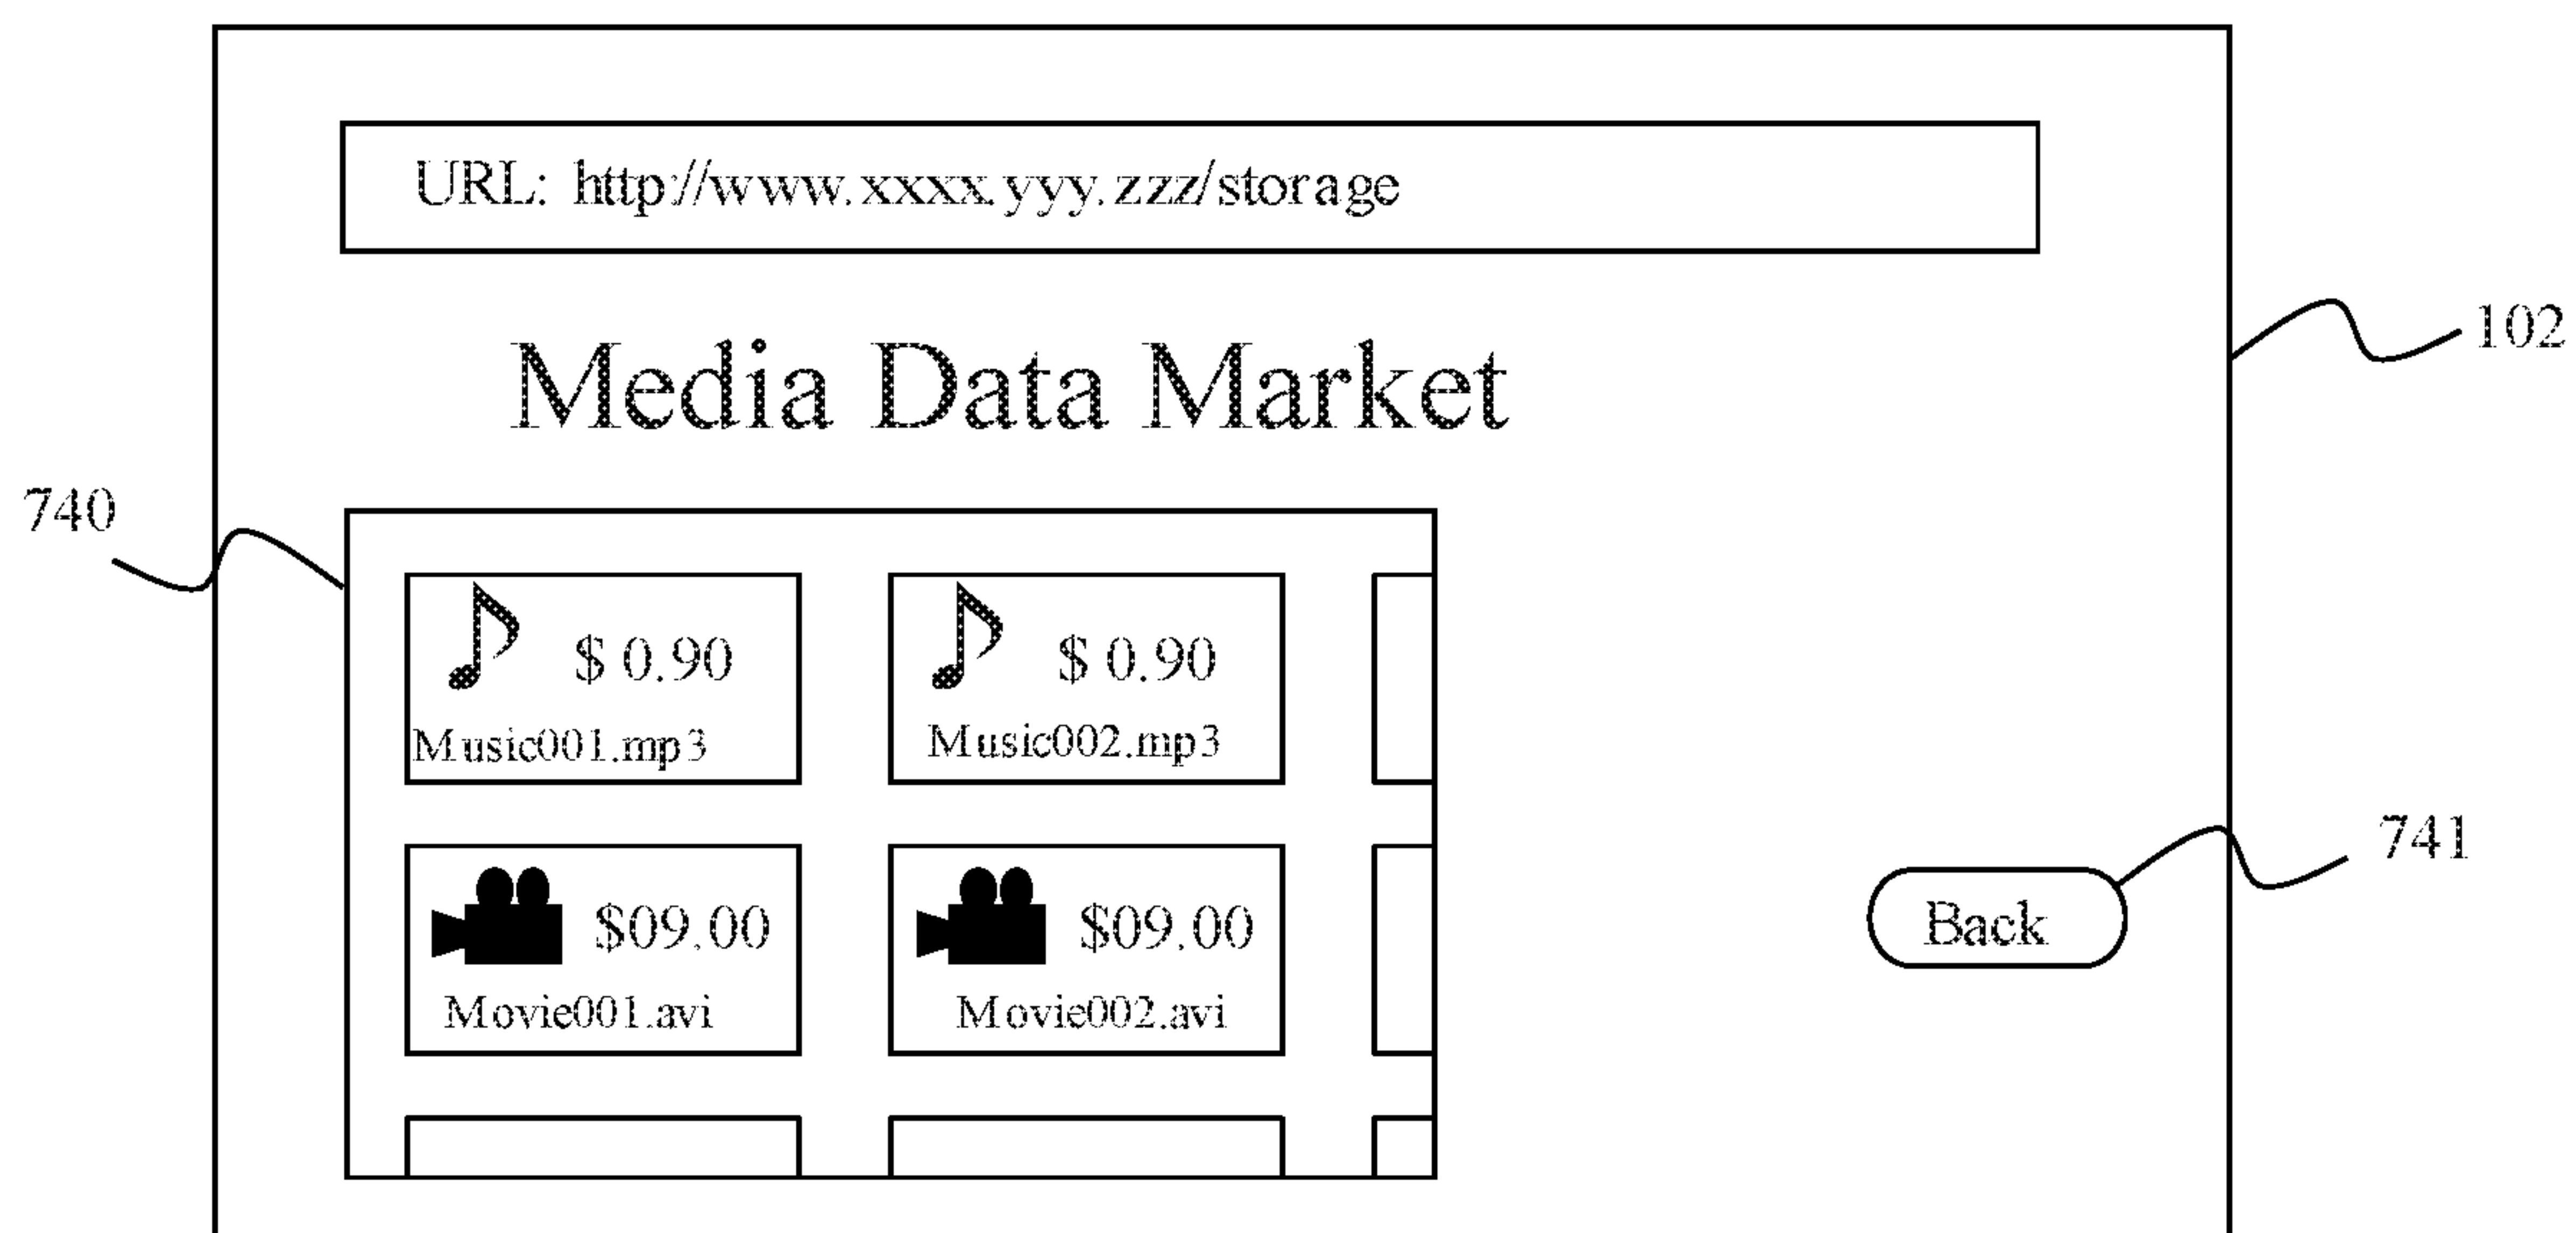 URL: http://www.xxxx.yyy.zzz/storage
102
Media Data Market
740
$ 0.90
$ 0.90
Music001.mp3
Music002.mp3
741
$09.00
$09.00
Back
Movie001.avi
Movie002.avi